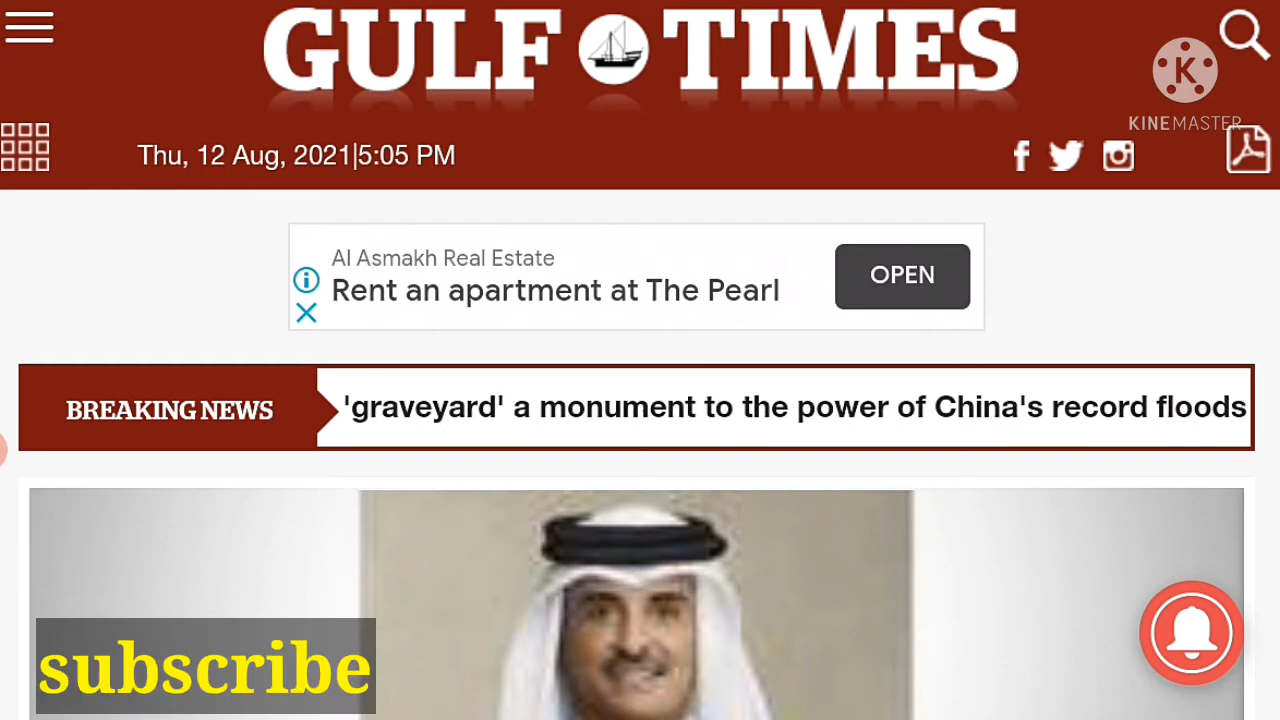 GULF TIMES
K
KINEMASTER
Thu, 12 Aug, 2021|5:05 PM
f
Al Asmakh Real Estate
Rent an apartment at The Pearl
OPEN
BREAKING NEWS
'graveyard' a monument to the power of China's record floods
subscribe